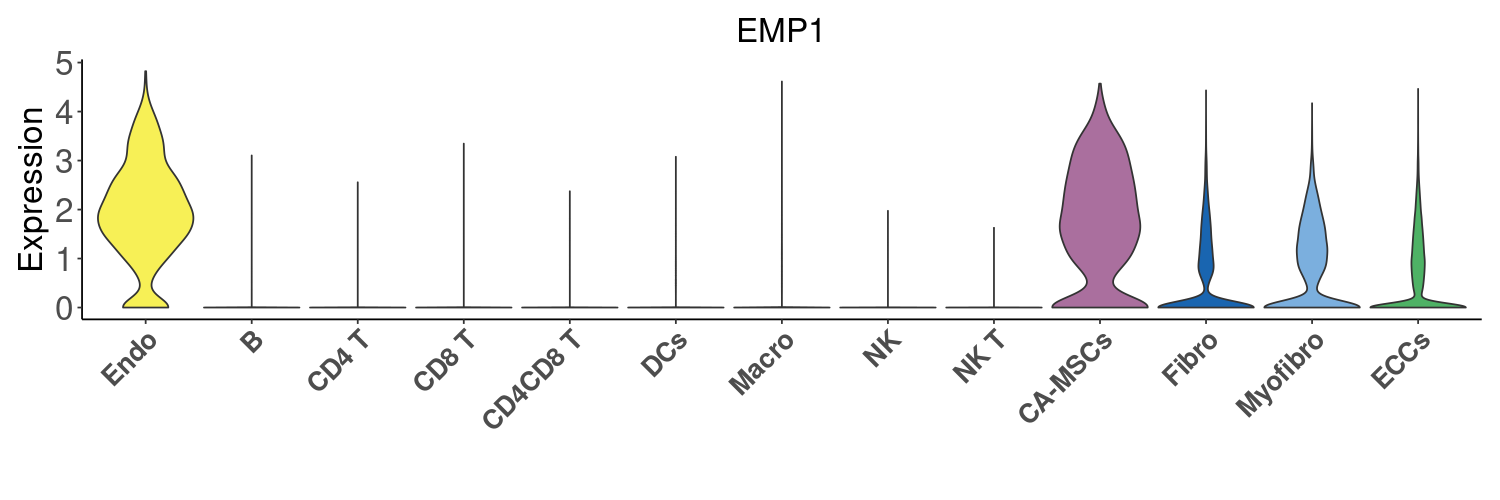 EMP1
Expression
5
4
3
2
1
0
Endo
B
CD4 T
CD8 T
CD4CD8 T
DCs
Macro
NK
NK T
CA-MSCs
Fibro
Myofibro
ECCs